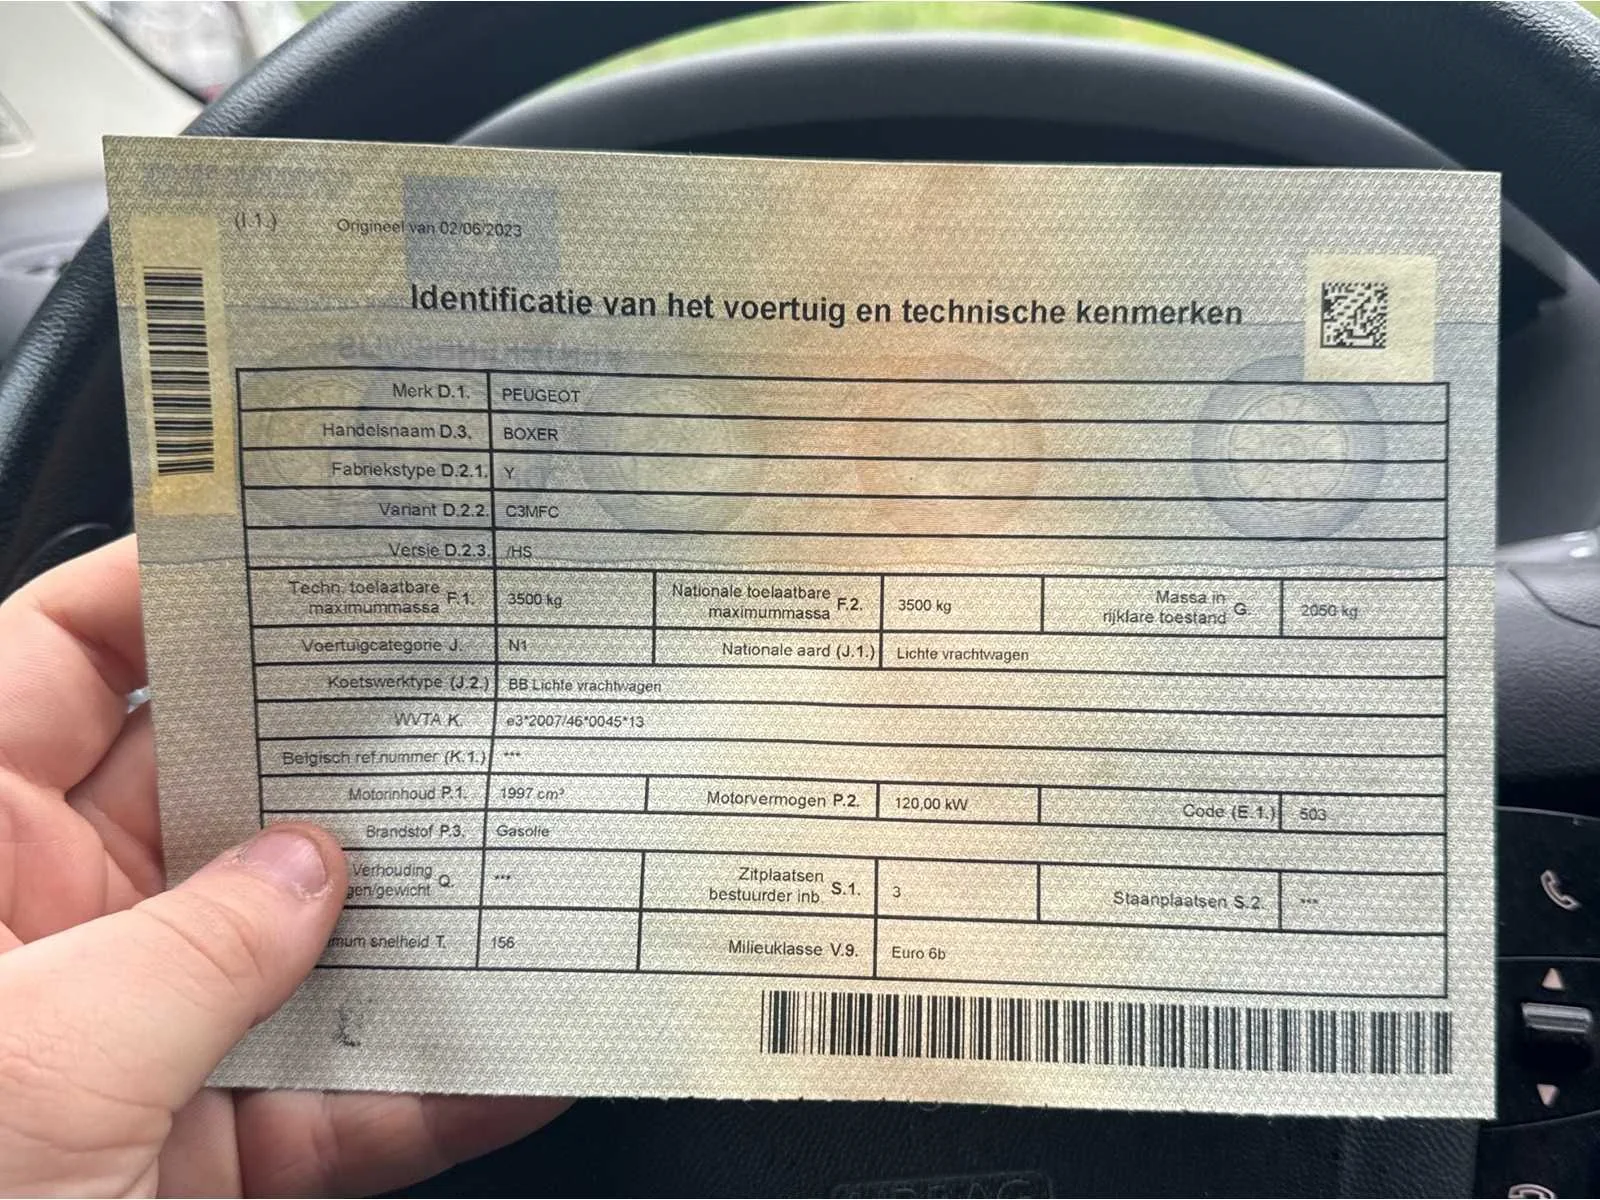 (I.1.) Origineel van 02/06/2023
Identificatie van het voertuig en technische kenmerken
Merk D.1. PEUGEOT
Handelsnaam D.3. BOXER
Fabriekstype D.2.1. Y
Variant D.2.2. C3MFC
Versie D.2.3. /HS
Techn. toelaatbare maximummassa F.1. 3500 kg Nationale toelaatbare maximummassa F.2. 3500 kg Massa in rijklare toestand G. 2050 kg
Voertuigcategorie J. N1 Nationale aard (J.1.) Lichte vrachtwagen
Koetswerktype (J.2.) BB Lichte vrachtwagen
WVTA K. e3*2007/46*0045*13
Belgisch ref.nummer (K.1.) ***
Motorinhoud P.1. 1997 cm³ Motorvermogen P.2. 120,00 kW Code (E.1.) 503
Brandstof P.3. Gasolie
Verhouding gen/gewicht Q. *** Zitplaatsen bestuurder inb. S.1. 3 Staanplaatsen S.2. ***
mum snelheid T. 156 Milieuklasse V.9. Euro 6b